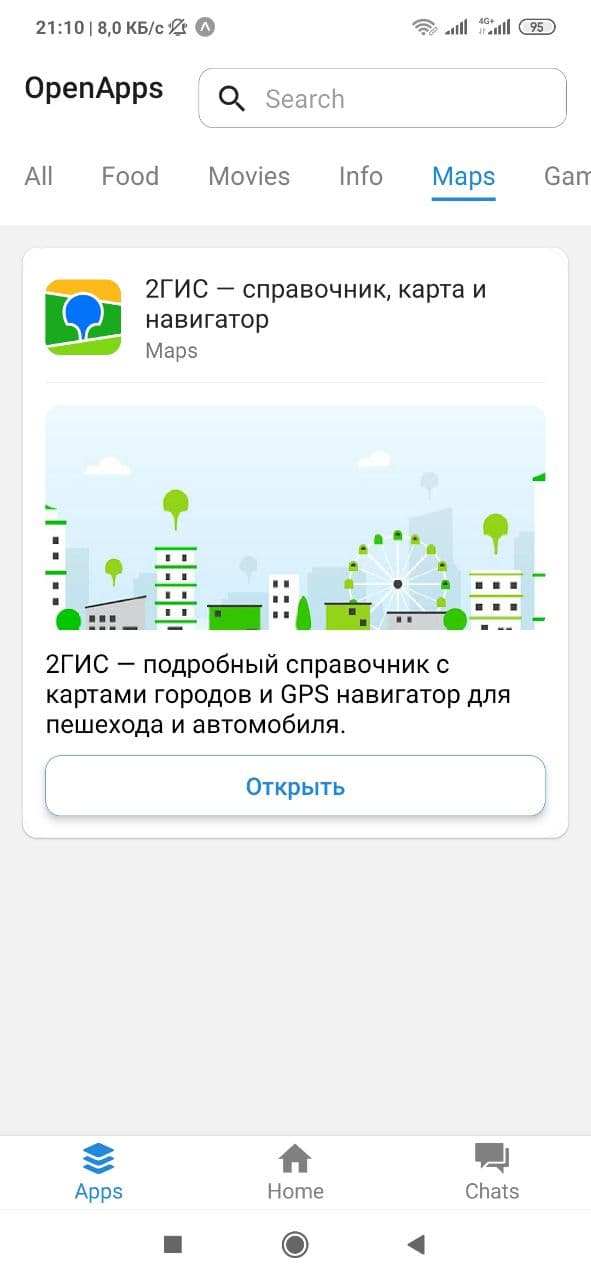 21:10 | 8,0 КБ/с
4G+
95
OpenApps
Search
All Food Movies Info Maps Gam
2ГИС — справочник, карта и
навигатор
Maps
2ГИС — подробный справочник с
картами городов и GPS навигатор для
пешехода и автомобиля.
Открыть
Apps Home Chats